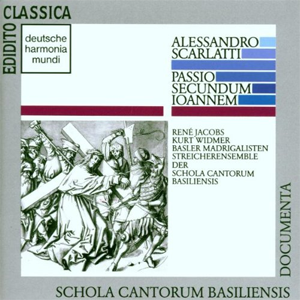 EDIDITO CLASSICA
deutsche
harmonia
mundi
ALESSANDRO
SCARLATTI
PASSIO
SECUNDUM
IOANNEM
RENÉ JACOBS
KURT WIDMER
BASLER MADRIGALISTEN
STREICHERENSEMBLE
DER
SCHOLA CANTORUM
BASILIENSIS
DOCUMENTA
SCHOLA CANTORUM BASILIENSIS